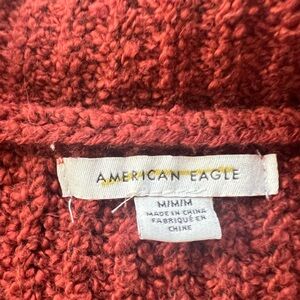 AMERICAN EAGLE
M/M/M
MADE IN CHINA
FABRIQUÉ EN
CHINE